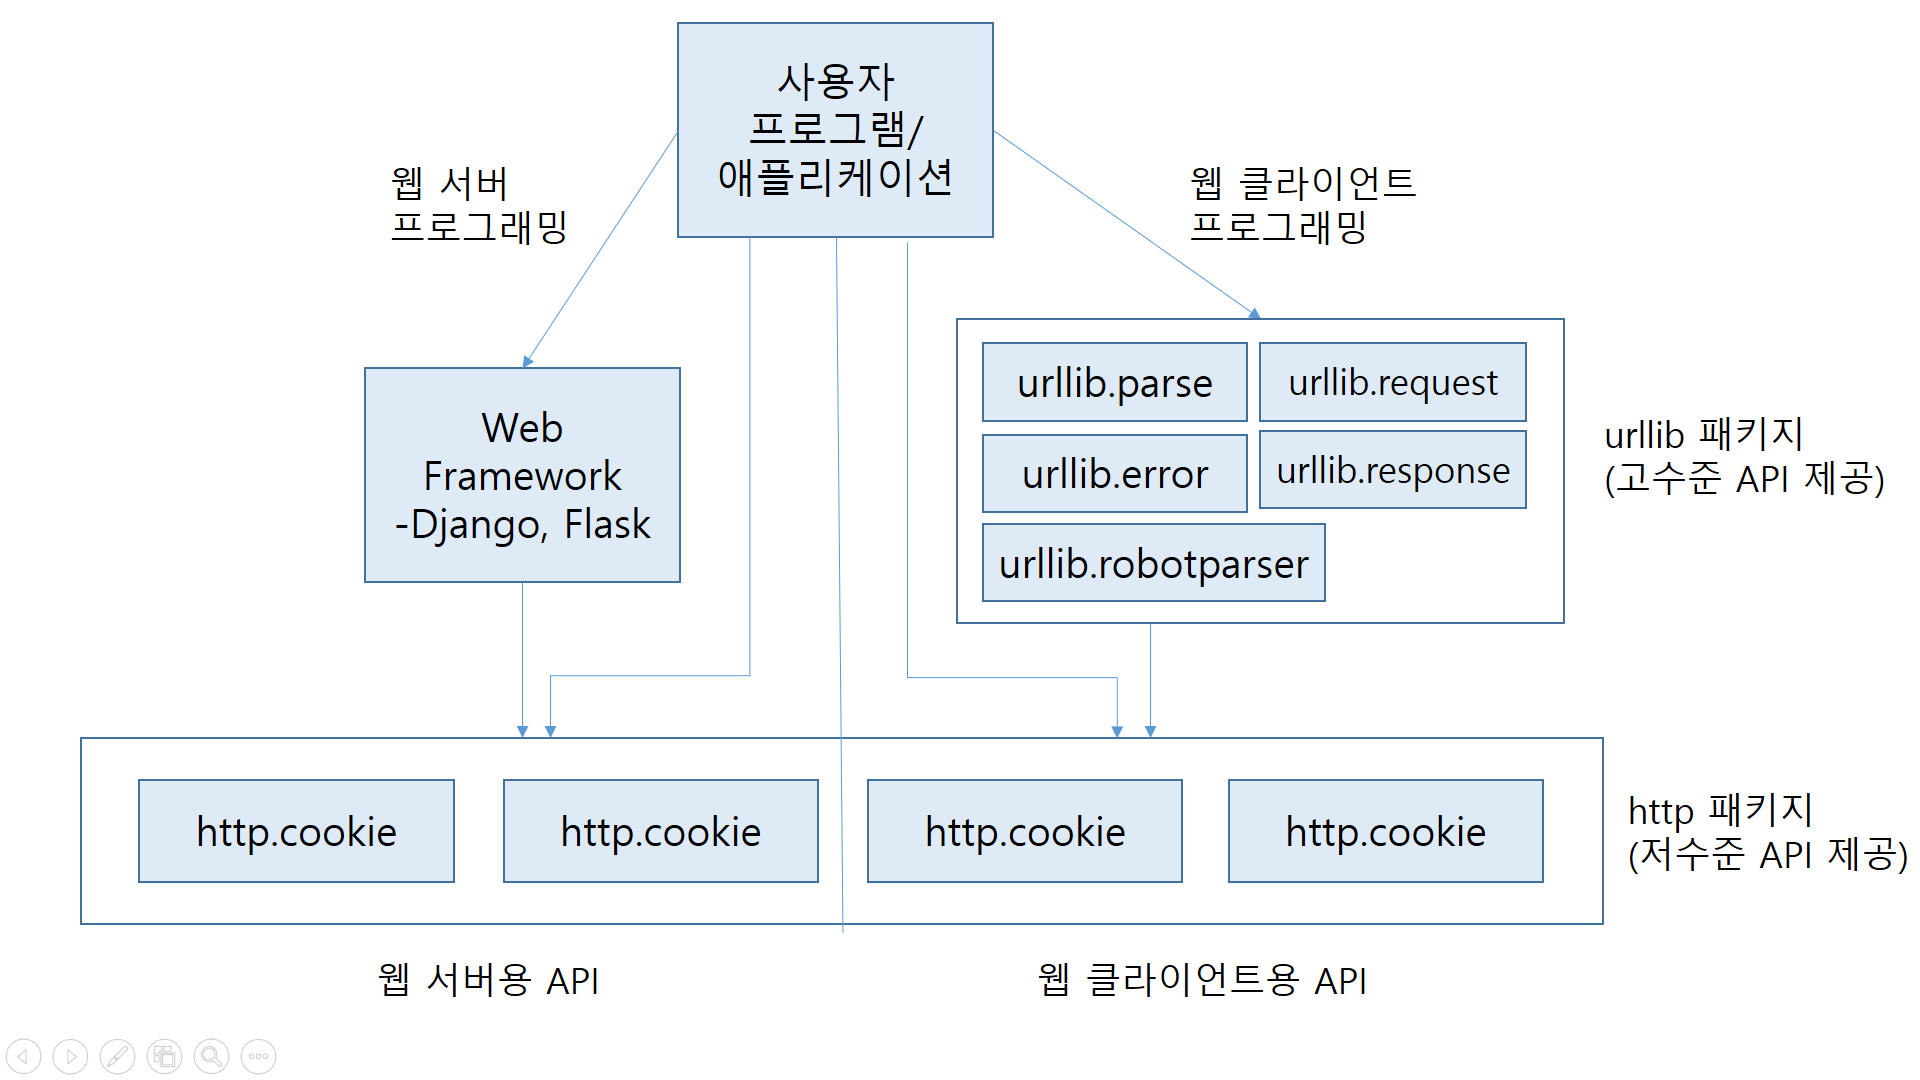 사용자
프로그램/
애플리케이션
웹 서버
프로그래밍
웹 클라이언트
프로그래밍
Web
Framework
-Django, Flask
urllib.parse
urllib.request
urllib.error
urllib.response
urllib.robotparser
urllib 패키지
(고수준 API 제공)
http.cookie
http.cookie
http.cookie
http.cookie
http 패키지
(저수준 API 제공)
웹 서버용 API
웹 클라이언트용 API